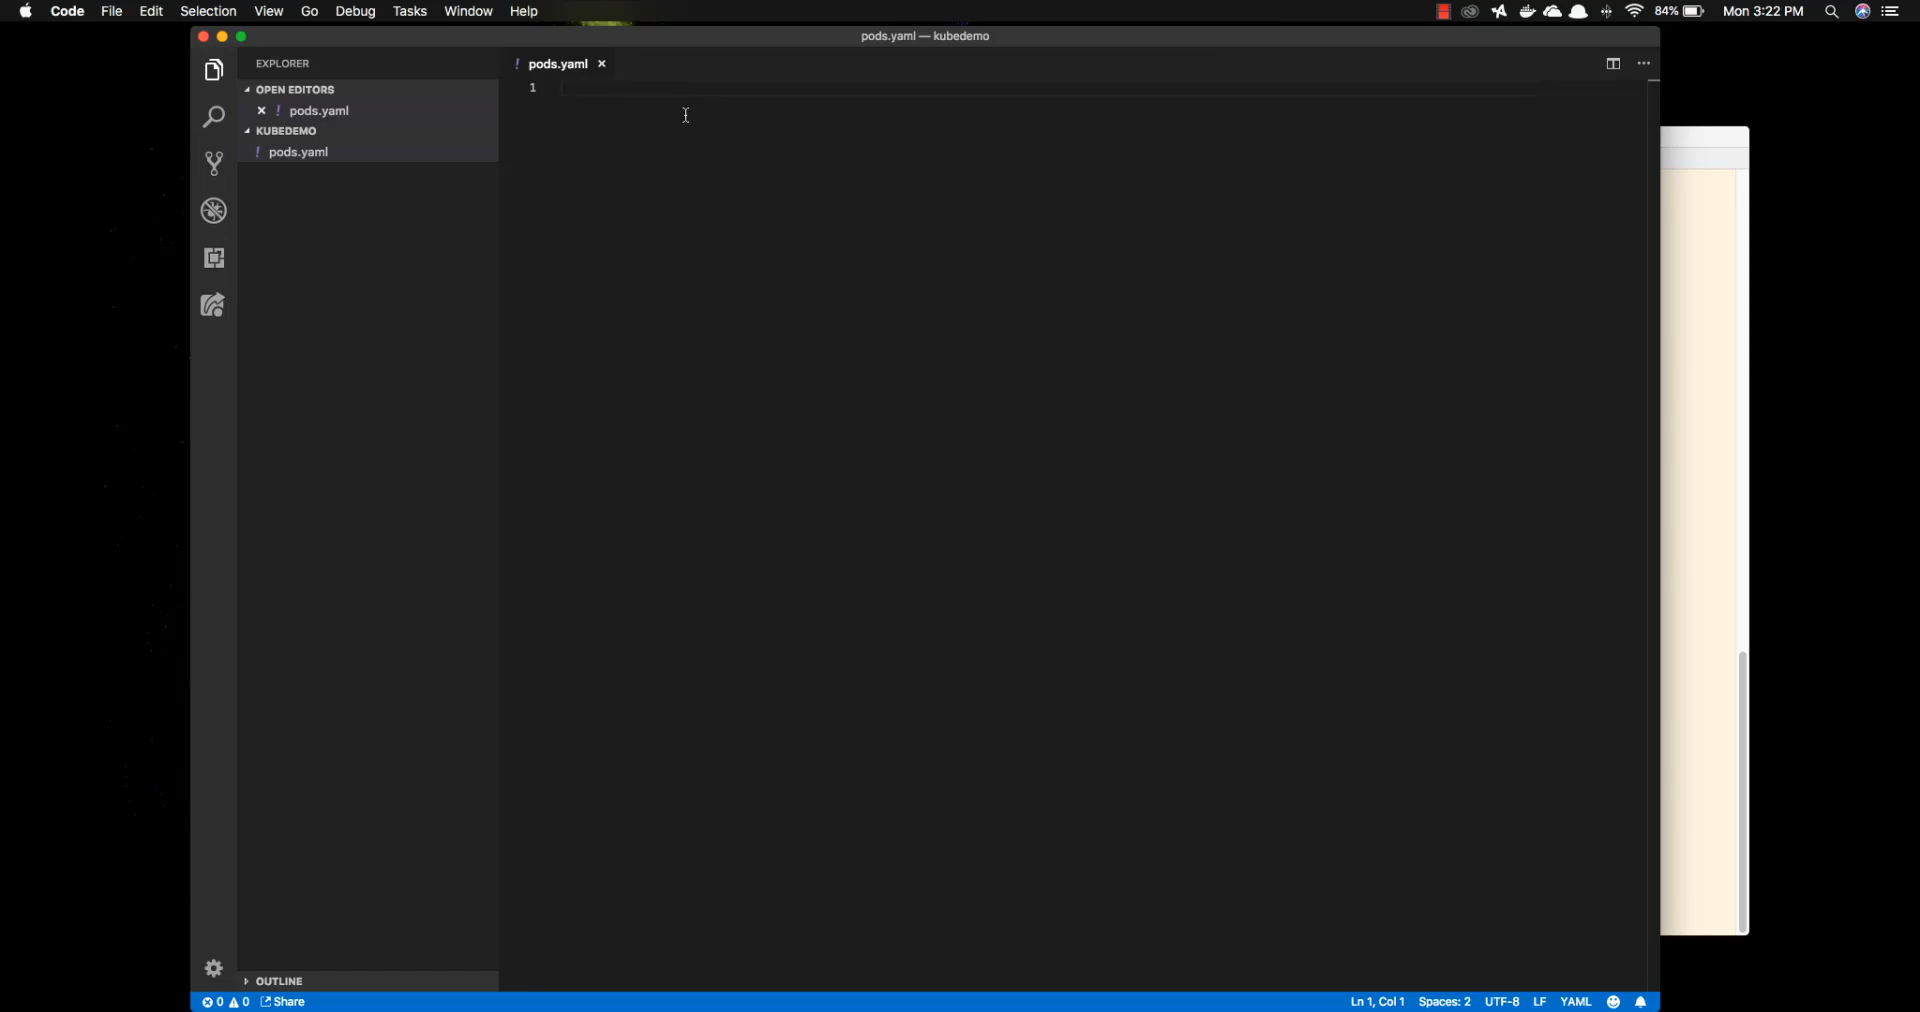 Code File Edit Selection View Go Debug Tasks Window Help 84% Mon 3:22 PM
pods.yaml — kubedemo
EXPLORER
! pods.yaml ×
OPEN EDITORS
× ! pods.yaml
KUBEDEMO
! pods.yaml
1
OUTLINE
0 0 Share Ln 1, Col 1 Spaces: 2 UTF-8 LF YAML